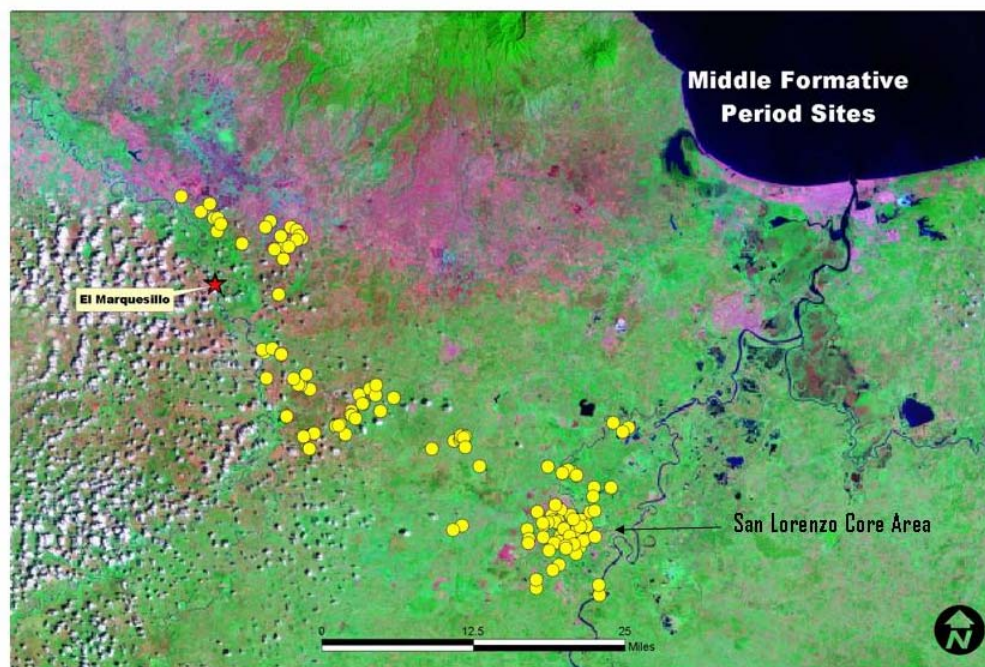 Middle Formative
Period Sites
El Marquesillo
San Lorenzo Core Area
0 12.5 25
Miles
N